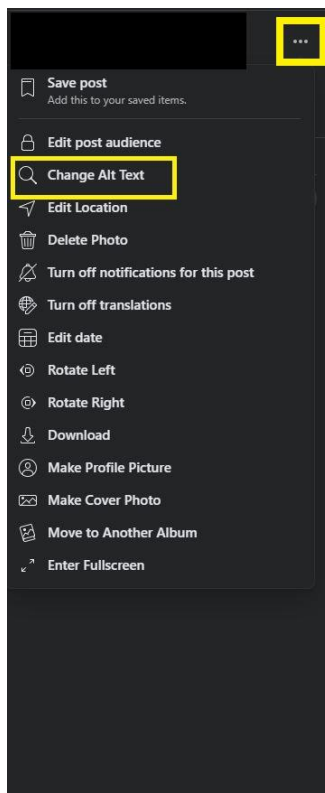 Save post
Add this to your saved items.
Edit post audience
Change Alt Text
Edit Location
Delete Photo
Turn off notifications for this post
Turn off translations
Edit date
Rotate Left
Rotate Right
Download
Make Profile Picture
Make Cover Photo
Move to Another Album
Enter Fullscreen